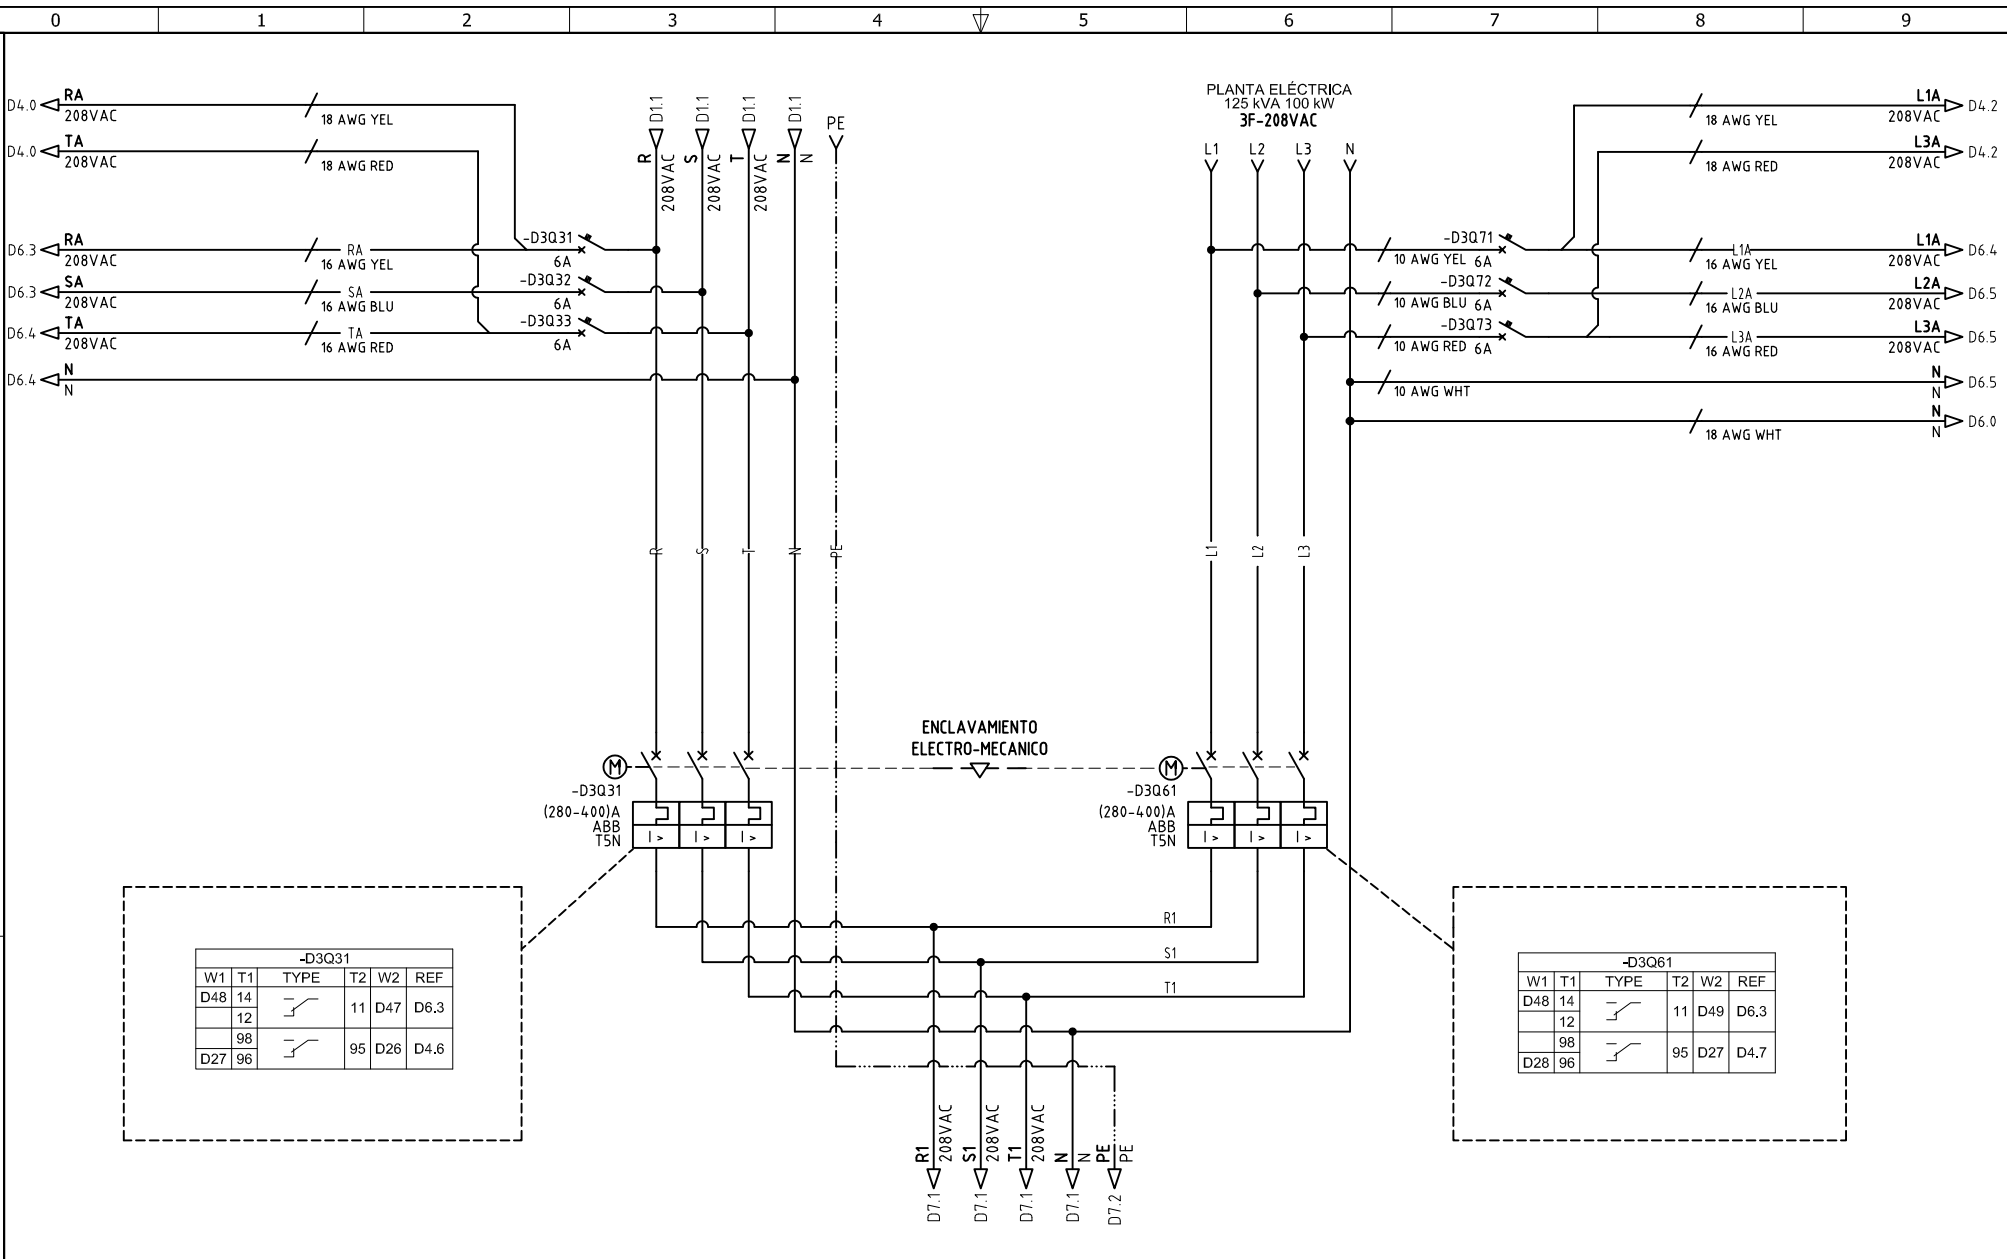 0 1 2 3 4 5 6 7 8 9
D4.0 RA
208VAC
18 AWG YEL
D4.0 TA
208VAC
18 AWG RED
D6.3 RA
208VAC
RA
16 AWG YEL
D6.3 SA
208VAC
SA
16 AWG BLU
D6.4 TA
208VAC
TA
16 AWG RED
D6.4 N
N
-D3Q31
6A
-D3Q32
6A
-D3Q33
6A
D1.1 D1.1 D1.1 D1.1
PE
R 208VAC
S 208VAC
T 208VAC
N N
PLANTA ELÉCTRICA
125 kVA 100 kW
3F-208VAC
L1 L2 L3 N
L1A D4.2
208VAC
18 AWG YEL
L3A D4.2
208VAC
18 AWG RED
-D3Q71
10 AWG YEL 6A
-D3Q72
10 AWG BLU 6A
-D3Q73
10 AWG RED 6A
10 AWG WHT
L1A
16 AWG YEL
L1A D6.4
208VAC
L2A
16 AWG BLU
L2A D6.5
208VAC
L3A
16 AWG RED
L3A D6.5
208VAC
N D6.5
N
18 AWG WHT
N D6.0
N
R S T N PE L1 L2 L3
ENCLAVAMIENTO
ELECTRO-MECANICO
M
-D3Q31
(280-400)A
ABB
T5N
I > I > I >
M
-D3Q61
(280-400)A
ABB
T5N
I > I > I >
R1
S1
T1
-D3Q31
W1 T1 TYPE T2 W2 REF
D48 14 11 D47 D6.3
12
98 95 D26 D4.6
D27 96
-D3Q61
W1 T1 TYPE T2 W2 REF
D48 14 11 D49 D6.3
12
98 95 D27 D4.7
D28 96
R1 208VAC
S1 208VAC
T1 208VAC
N N
PE PE
D7.1 D7.1 D7.1 D7.1 D7.2